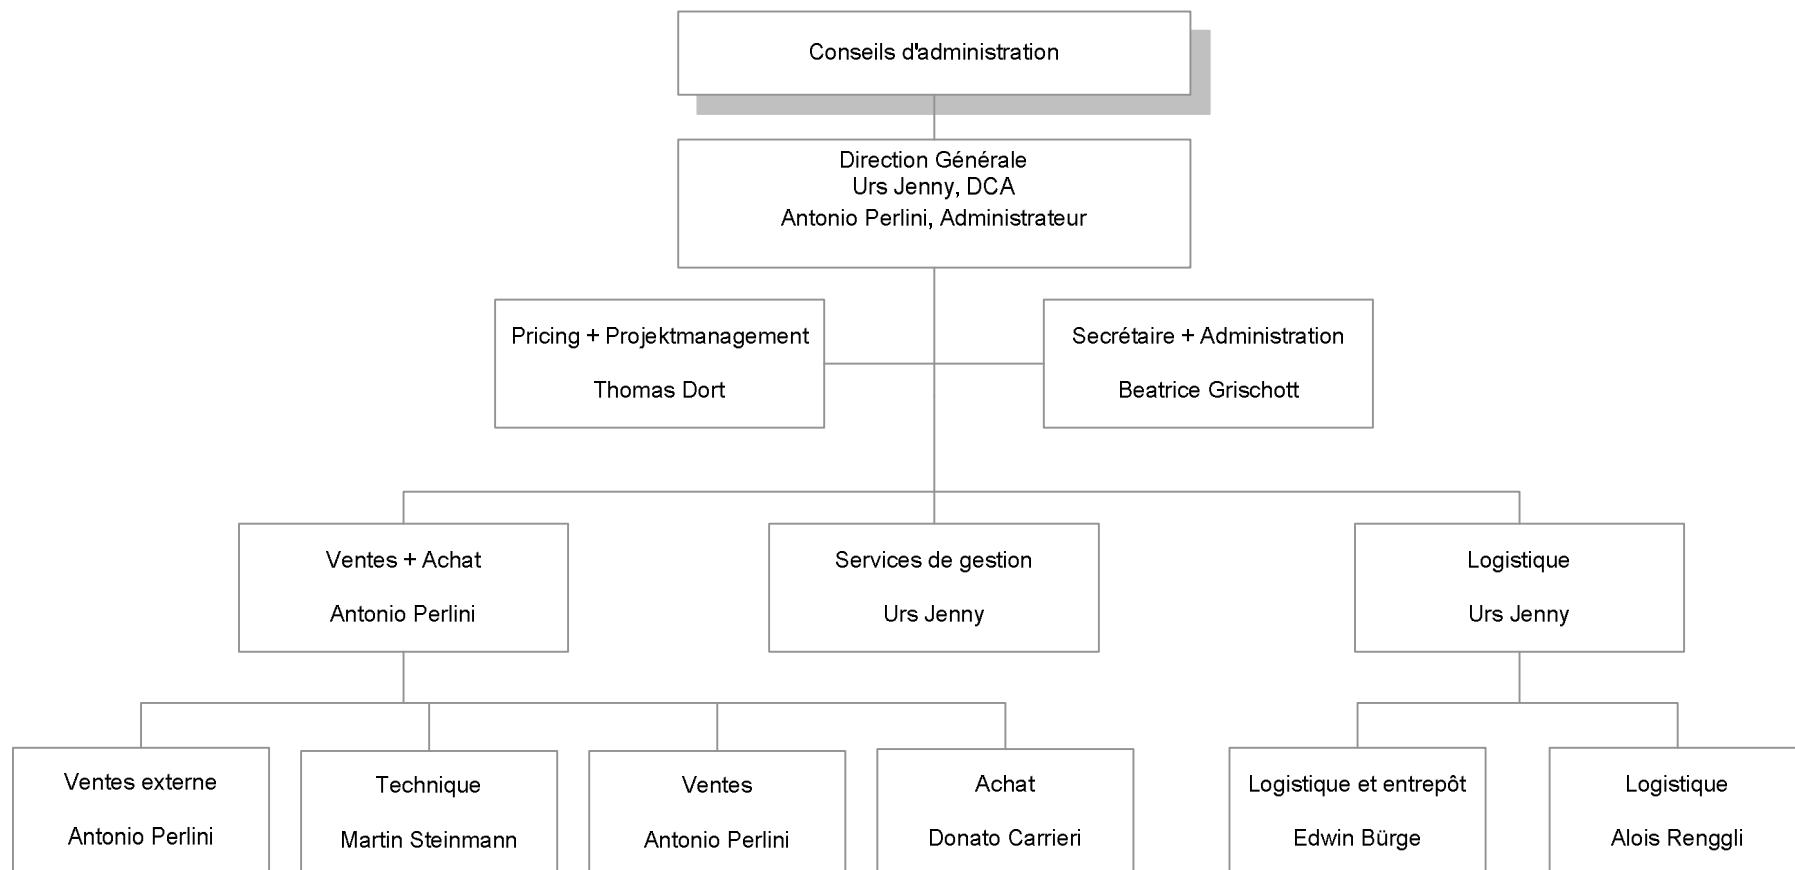 Conseils d'administration
Direction Générale
Urs Jenny, DCA
Antonio Perlini, Administrateur
Pricing + Projektmanagement
Thomas Dort
Secrétaire + Administration
Beatrice Grischott
Ventes + Achat
Antonio Perlini
Services de gestion
Urs Jenny
Logistique
Urs Jenny
Ventes externe
Antonio Perlini
Technique
Martin Steinmann
Ventes
Antonio Perlini
Achat
Donato Carrieri
Logistique et entrepôt
Edwin Bürge
Logistique
Alois Renggli